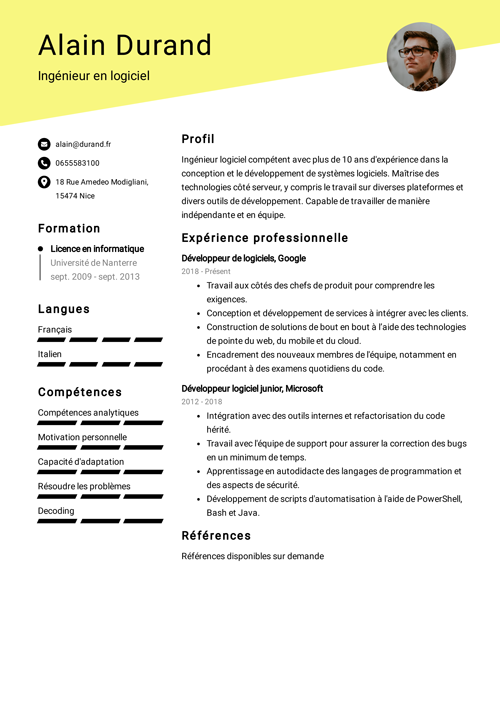 Alain Durand
Ingénieur en logiciel
alain@durand.fr
0655583100
18 Rue Amedeo Modigliani,
15474 Nice
Formation
Licence en informatique
Université de Nanterre
sept. 2009 - sept. 2013
Langues
Français
Italien
Compétences
Compétences analytiques
Motivation personnelle
Capacité d'adaptation
Résoudre les problèmes
Decoding
Profil
Ingénieur logiciel compétent avec plus de 10 ans d'expérience dans la
conception et le développement de systèmes logiciels. Maîtrise des
technologies côté serveur, y compris le travail sur diverses plateformes et
divers outils de développement. Capable de travailler de manière
indépendante et en équipe.
Expérience professionnelle
Développeur de logiciels, Google
2018 - Présent
• Travail aux côtés des chefs de produit pour comprendre les
exigences.
• Conception et développement de services à intégrer avec les clients.
• Construction de solutions de bout en bout à l'aide des technologies
de pointe du web, du mobile et du cloud.
• Encadrement des nouveaux membres de l'équipe, notamment en
procédant à des examens quotidiens du code.
Développeur logiciel junior, Microsoft
2012 - 2018
• Intégration avec des outils internes et refactorisation du code
hérité.
• Travail avec l'équipe de support pour assurer la correction des bugs
en un minimum de temps.
• Apprentissage en autodidacte des langages de programmation et
des aspects de sécurité.
• Développement de scripts d'automatisation à l'aide de PowerShell,
Bash et Java.
Références
Références disponibles sur demande